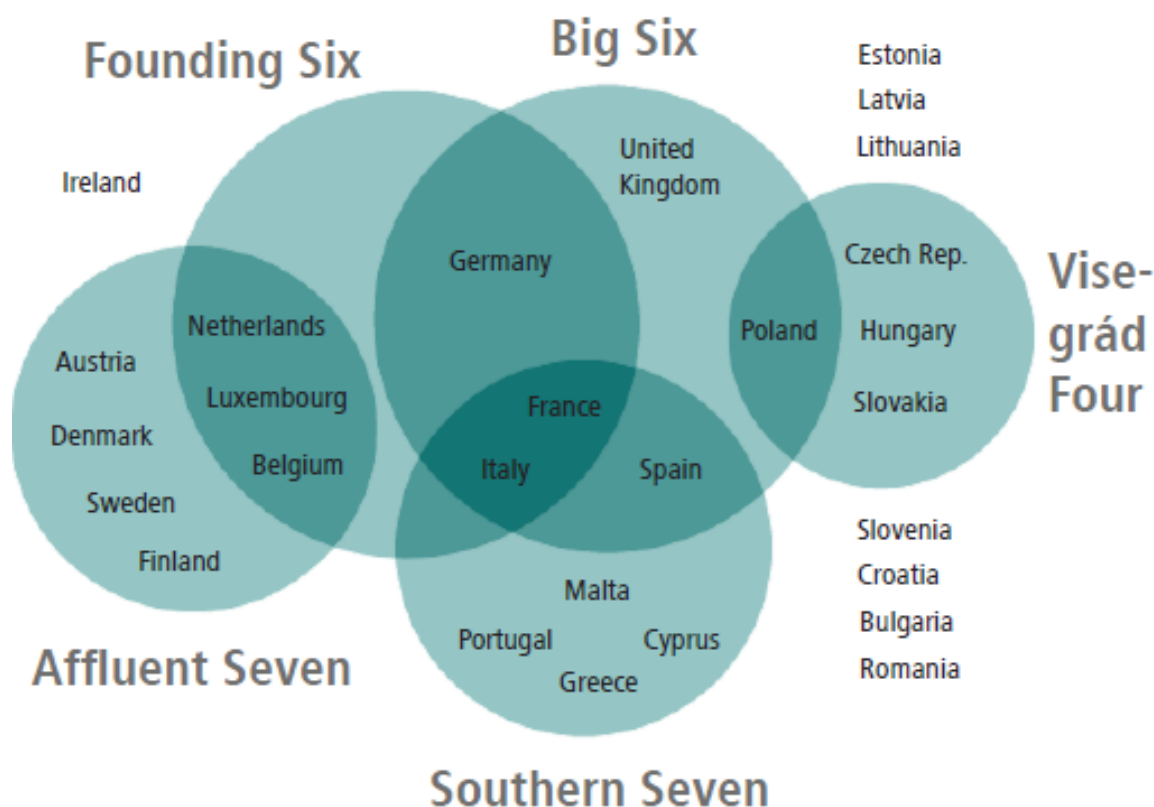 Founding Six
Big Six
Estonia
Latvia
Lithuania
Ireland
United
Kingdom
Germany
Czech Rep.
Vise-
grád
Four
Netherlands
Poland
Hungary
Austria
Luxembourg
France
Slovakia
Denmark
Belgium
Italy
Spain
Sweden
Finland
Slovenia
Croatia
Bulgaria
Romania
Malta
Portugal
Cyprus
Greece
Affluent Seven
Southern Seven